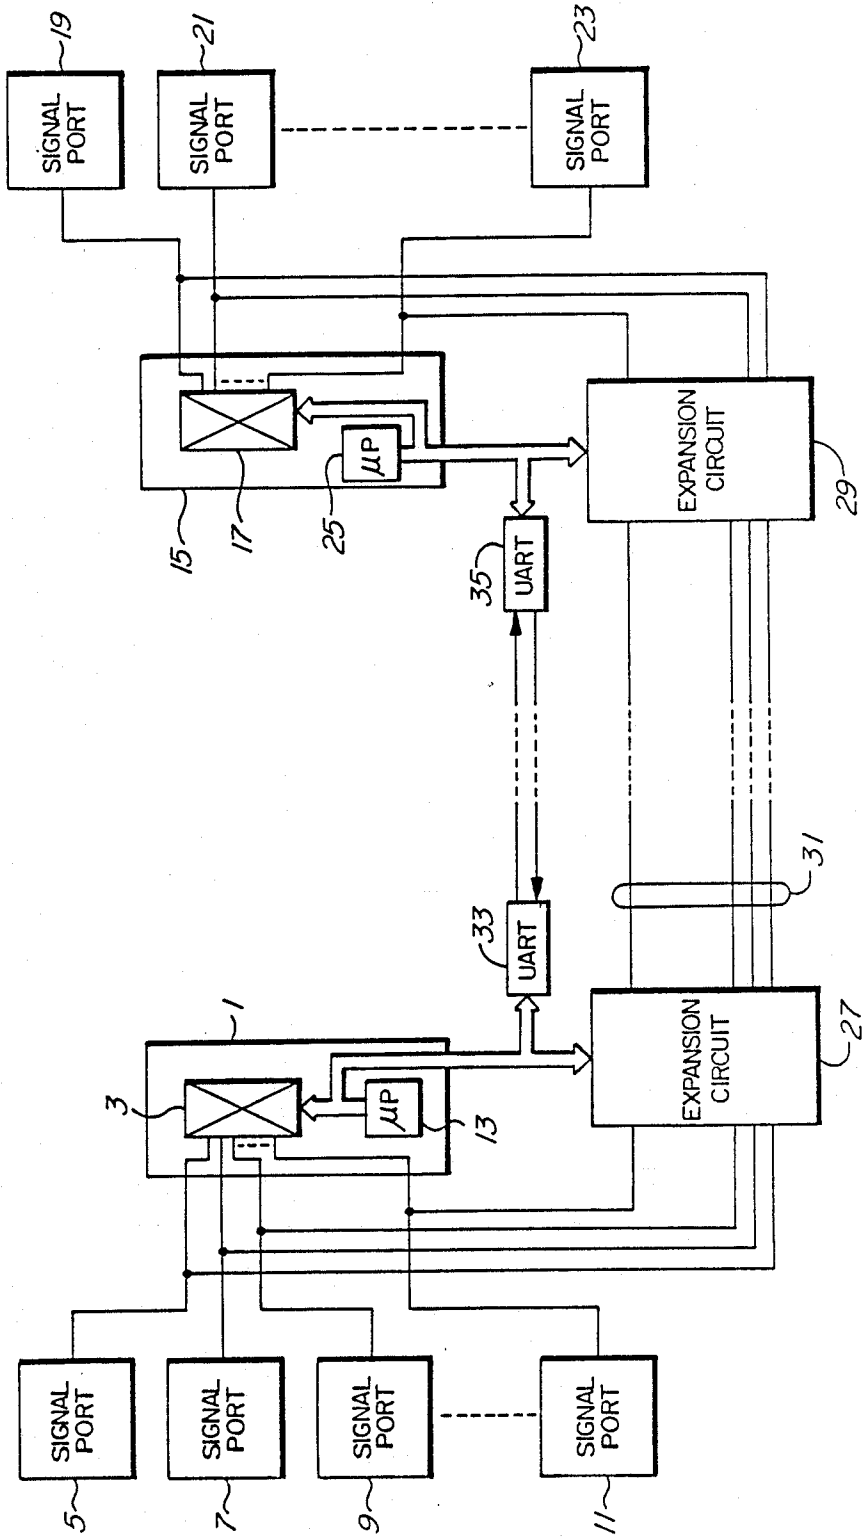 SIGNAL
PORT
5
SIGNAL
PORT
7
SIGNAL
PORT
9
SIGNAL
PORT
11
1
3
μP
13
EXPANSION
CIRCUIT
27
UART
33
31
UART
35
15
17
μP
25
EXPANSION
CIRCUIT
29
SIGNAL
PORT
19
SIGNAL
PORT
21
SIGNAL
PORT
23